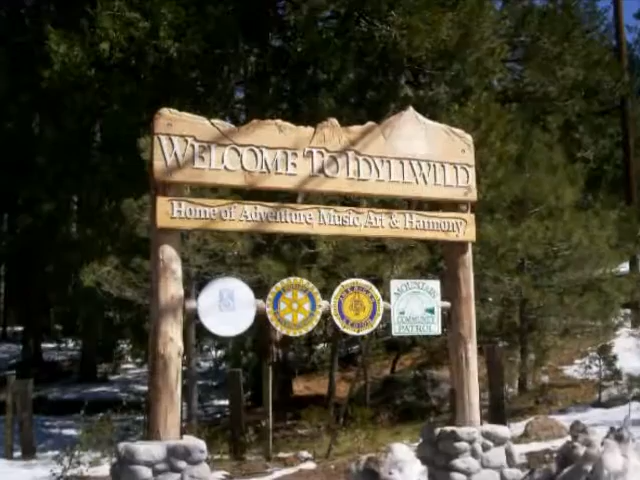 WELCOME TO IDYLLWILD
Home of Adventure, Music, Art & Harmony
MOUNTAIN
COMMUNITY
PATROL